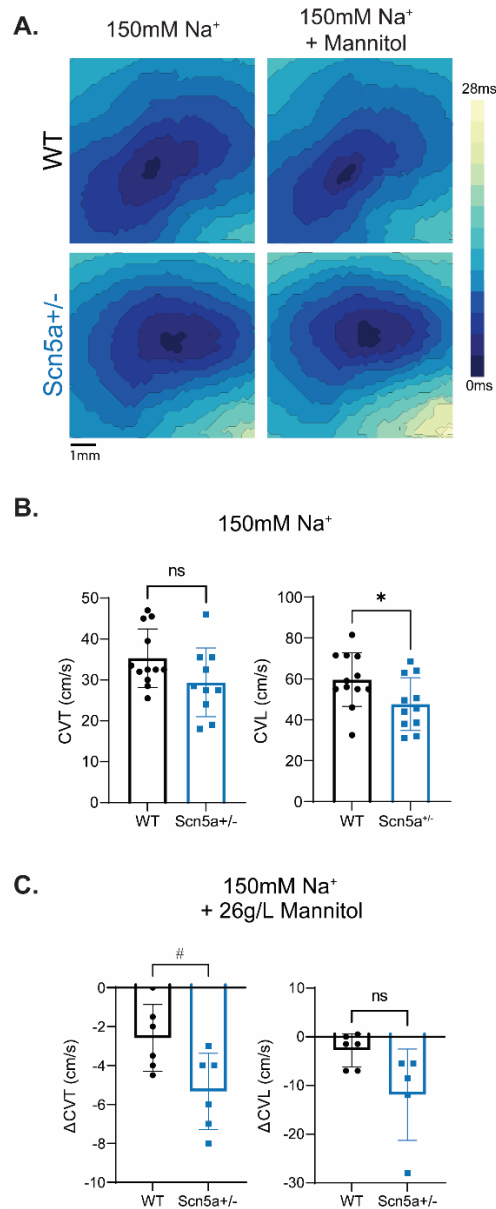 A.
150mM Na⁺
150mM Na⁺
+ Mannitol
WT
Scn5a+/-
28ms
0ms
1mm
B.
150mM Na⁺
ns
CVT (cm/s)
50
40
30
20
10
0
WT
Scn5a+/-
*
CVL (cm/s)
100
80
60
40
20
0
WT
Scn5a⁺/⁻
C.
150mM Na⁺
+ 26g/L Mannitol
#
ΔCVT (cm/s)
0
-2
-4
-6
-8
-10
WT
Scn5a+/-
ns
ΔCVL (cm/s)
10
0
-10
-20
-30
WT
Scn5a+/-